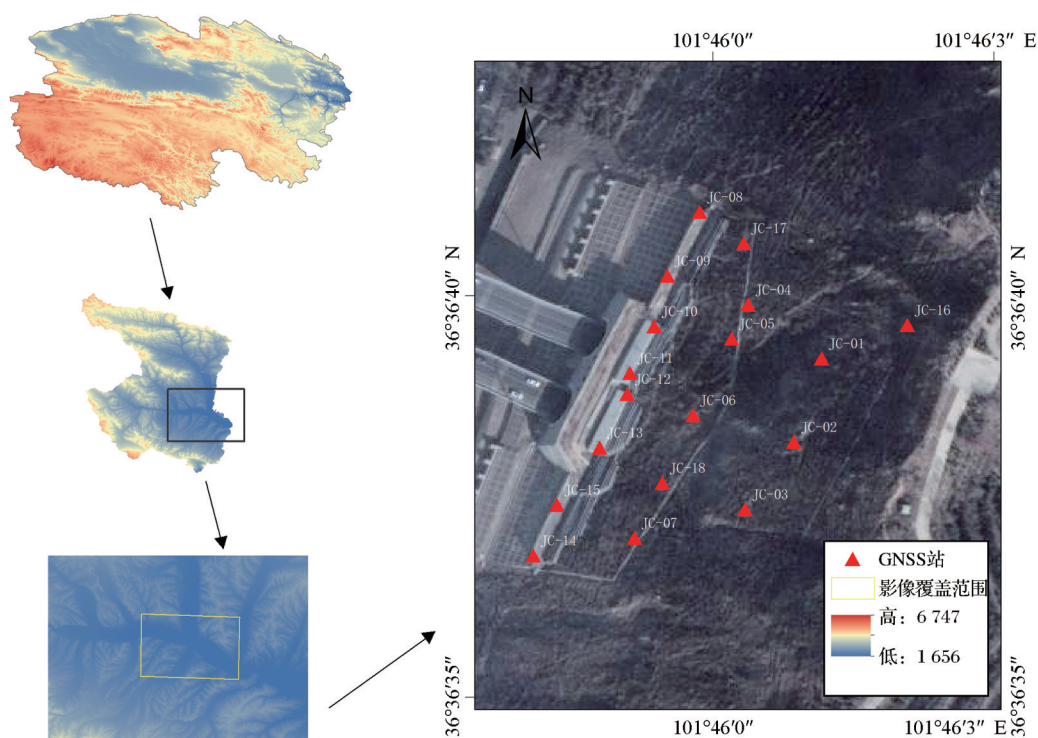 101°46′0″
101°46′3″ E
N
JC-08
JC-17
JC-09
JC-04
JC-10
JC-05
JC-16
JC-01
JC-11
JC-12
JC-06
JC-02
JC-13
JC-18
JC-15
JC-03
JC-07
JC-14
36°36′40″ N
36°36′40″ N
36°36′35″
36°36′35″
GNSS站
影像覆盖范围
高：6 747
低：1 656
101°46′0″
101°46′3″ E